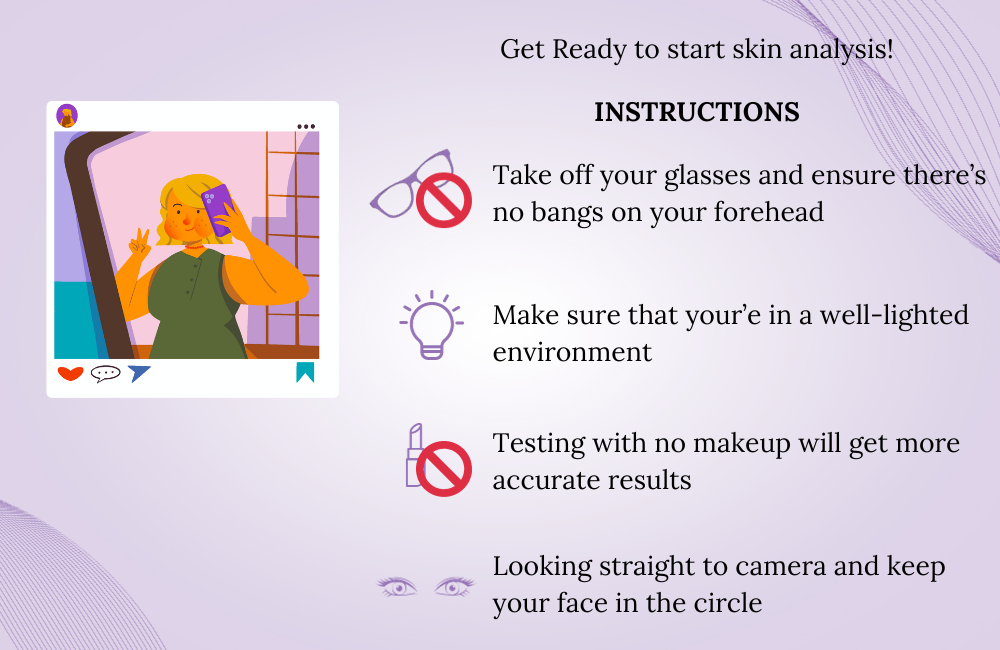 Get Ready to start skin analysis!
INSTRUCTIONS
Take off your glasses and ensure there’s
no bangs on your forehead
Make sure that your’e in a well-lighted
environment
Testing with no makeup will get more
accurate results
Looking straight to camera and keep
your face in the circle